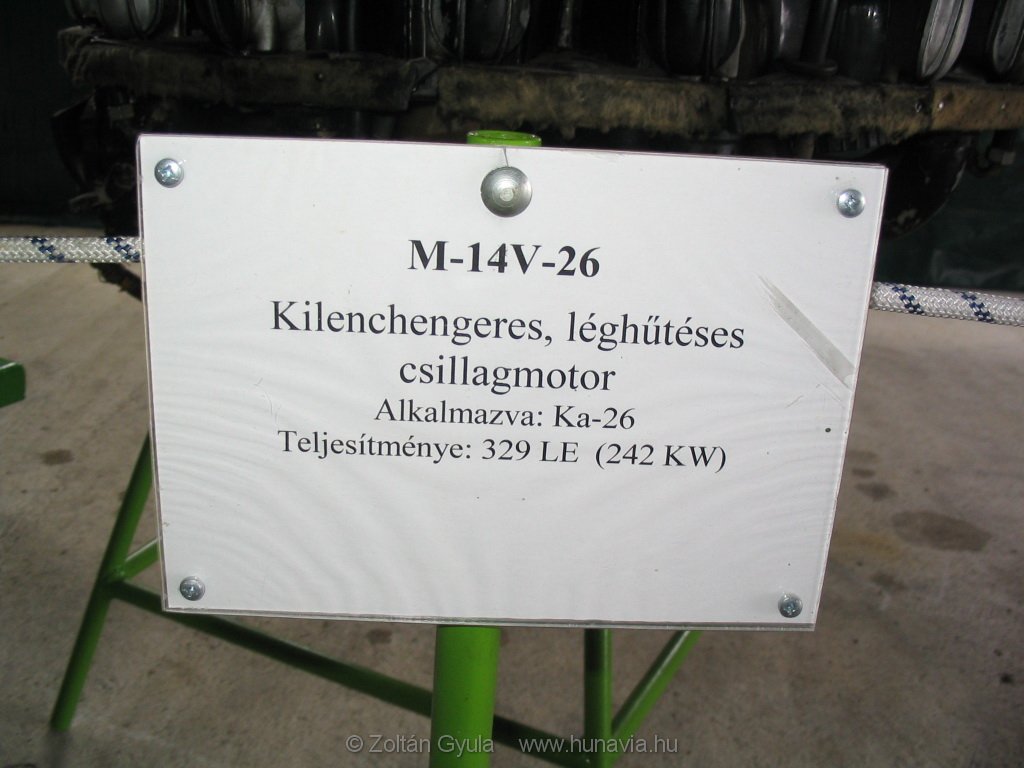 M-14V-26
Kilenchengeres, léghűtéses
csillagmotor
Alkalmazva: Ka-26
Teljesítménye: 329 LE (242 KW)
© Zoltán Gyula www.hunavia.hu